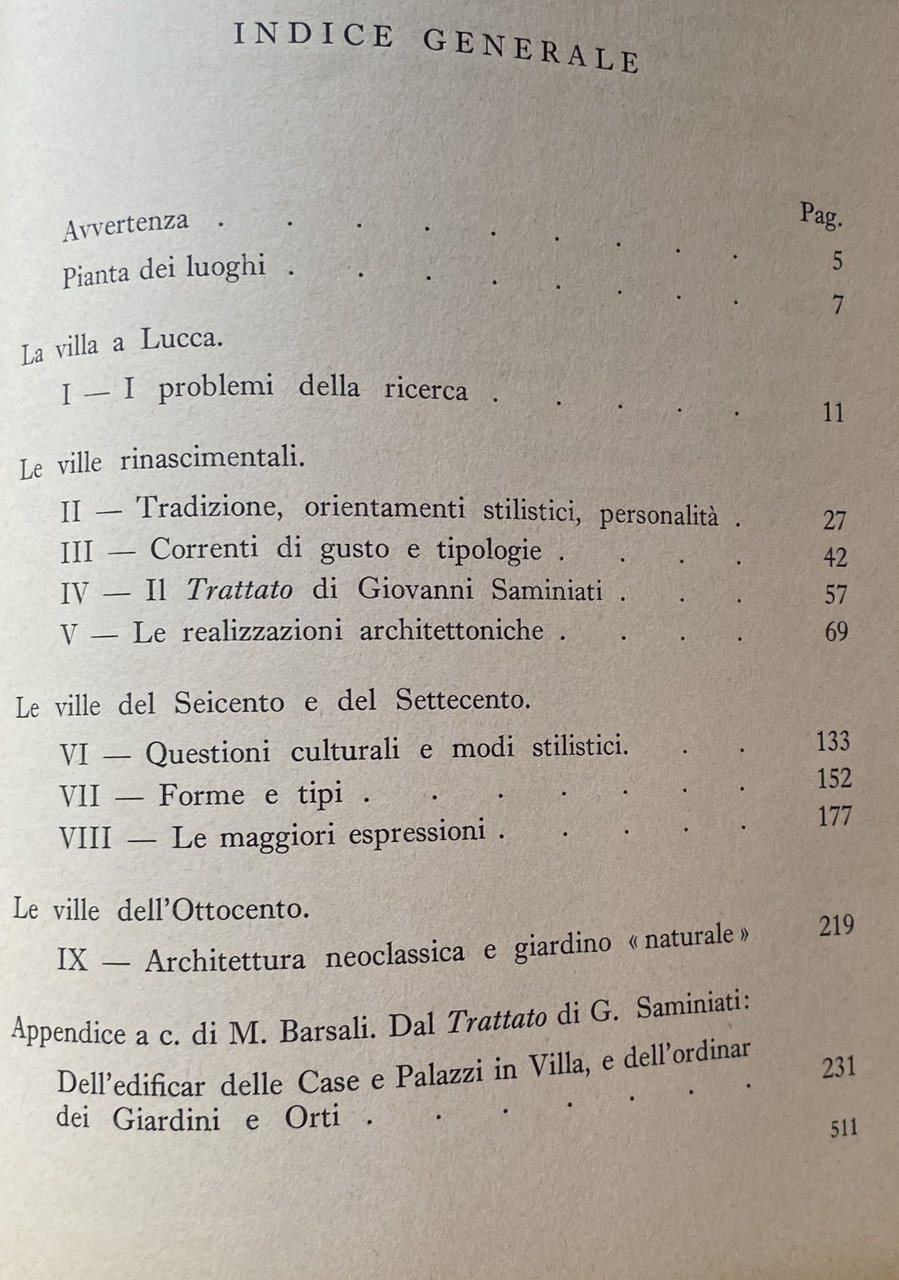 INDICE GENERALE
Pag.
Avvertenza . . . . . . . . . 5
Pianta dei luoghi . . . . . . . . 7
La villa a Lucca.
I — I problemi della ricerca . . . . . 11
Le ville rinascimentali.
II — Tradizione, orientamenti stilistici, personalità . 27
III — Correnti di gusto e tipologie . . . . 42
IV — Il Trattato di Giovanni Saminiati . . . 57
V — Le realizzazioni architettoniche . . . . 69
Le ville del Seicento e del Settecento.
VI — Questioni culturali e modi stilistici. . . 133
VII — Forme e tipi . . . . . . . 152
VIII — Le maggiori espressioni . . . . . 177
Le ville dell'Ottocento.
IX — Architettura neoclassica e giardino « naturale » 219
Appendice a c. di M. Barsali. Dal Trattato di G. Saminiati:
Dell'edificar delle Case e Palazzi in Villa, e dell'ordinar
dei Giardini e Orti . . . . . . . 231
511